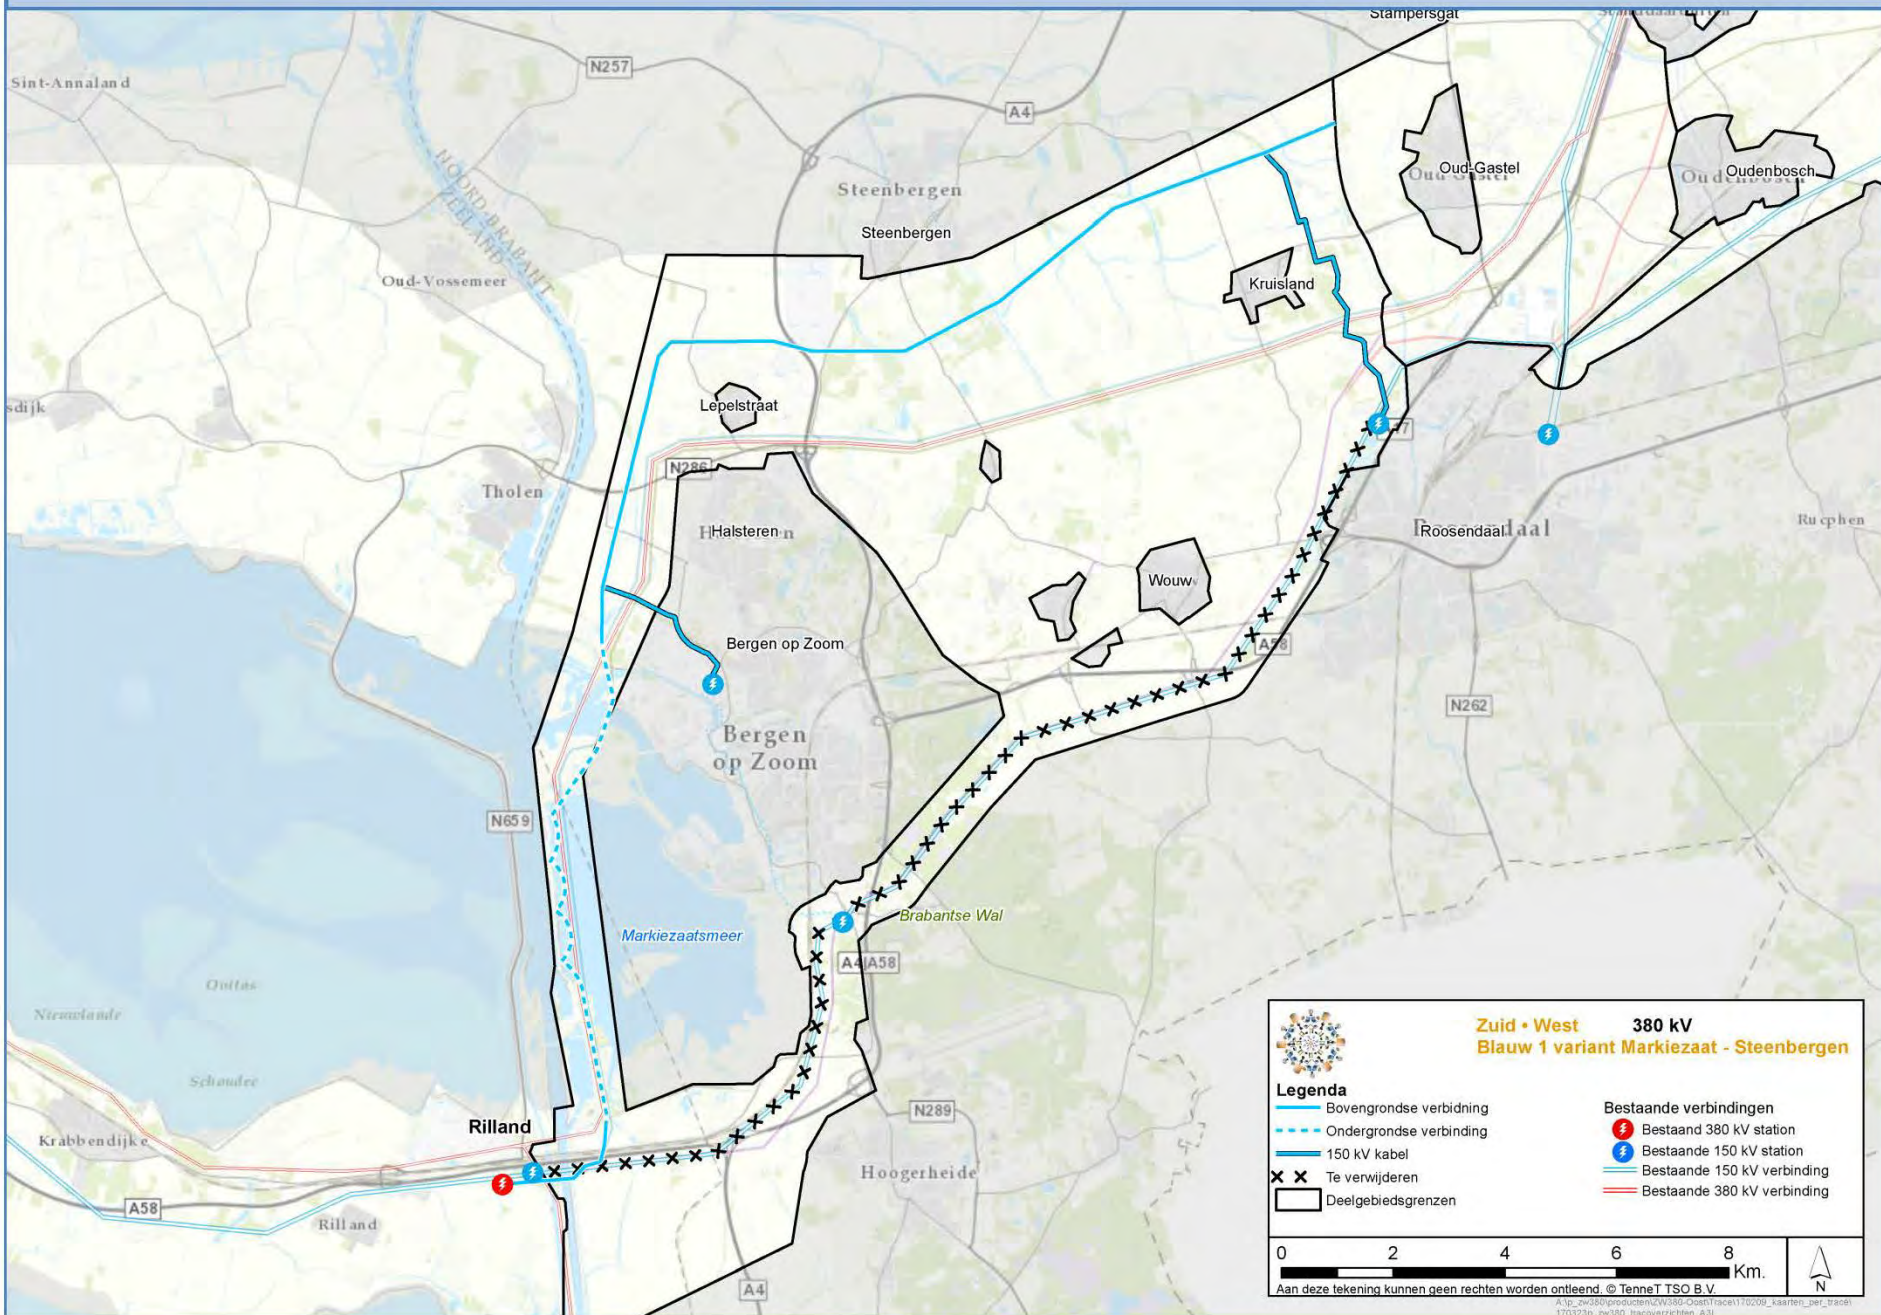 Stampersgat
Sint-Annaland
N257
A4
NOORD-BRABANT
ZEELAND
Steenbergen
Steenbergen
Oud-Gastel
Oudenbosch
Oud-Vossemeer
Kruisland
Lepelstraat
N286
Tholen
Halsteren
Roosendaal
Rucphen
Wouw
Bergen op Zoom
A58
N262
Bergen
op Zoom
N659
Brabantse Wal
Markiezaatsmeer
A4|A58
Nieuwlande
Schoudee
Rilland
Krabbendijke
N289
Hoogerheide
A58
Rilland
A4
Zuid • West 380 kV
Blauw 1 variant Markiezaat - Steenbergen
Legenda
Bovengrondse verbidning
Ondergrondse verbinding
150 kV kabel
Te verwijderen
Deelgebiedsgrenzen
Bestaande verbindingen
Bestaand 380 kV station
Bestaande 150 kV station
Bestaande 150 kV verbinding
Bestaande 380 kV verbinding
0 2 4 6 8 Km.
N
Aan deze tekening kunnen geen rechten worden ontleend. © TenneT TSO B.V.